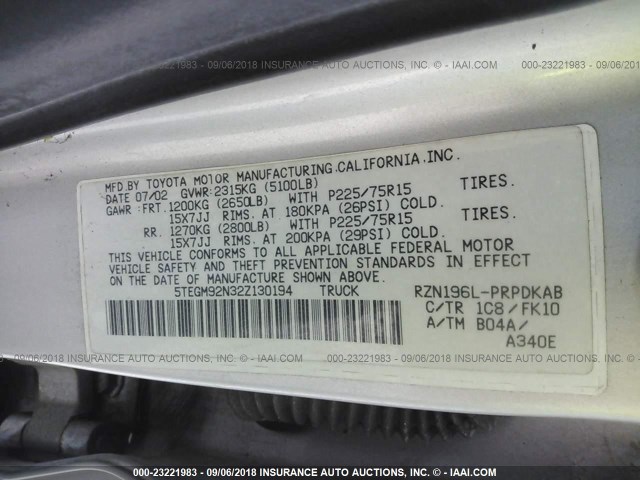 000-23221983 - 09/06/2018 INSURANCE AUTO AUCTIONS, INC. © - IAAI.COM
000-23221983 - 09/06/2018 INSURANCE AUTO AUCTIONS, INC. © - IAAI.COM
MFD.BY TOYOTA MOTOR MANUFACTURING,CALIFORNIA,INC.
DATE 07/02 GVWR:2315KG (5100LB)
GAWR:FRT.1200KG (2650LB) WITH P225/75R15 TIRES.
15X7JJ RIMS. AT 180KPA (26PSI) COLD.
RR. 1270KG (2800LB) WITH P225/75R15 TIRES.
15X7JJ RIMS. AT 200KPA (29PSI) COLD.
THIS VEHICLE CONFORMS TO ALL APPLICABLE FEDERAL MOTOR
VEHICLE SAFETY AND THEFT PREVENTION STANDARDS IN EFFECT
ON THE DATE OF MANUFACTURE SHOWN ABOVE.
5TEGM92N32Z130194 TRUCK RZN196L-PRPDKAB
C/TR 1C8/FK10
A/TM B04A/
A340E
000-23221983 - 09/06/2018 INSURANCE AUTO AUCTIONS, INC. © - IAAI.COM
000-23221983 - 09/06/2018 INSURANCE AUTO AUCTIONS, INC. © - IAAI.COM